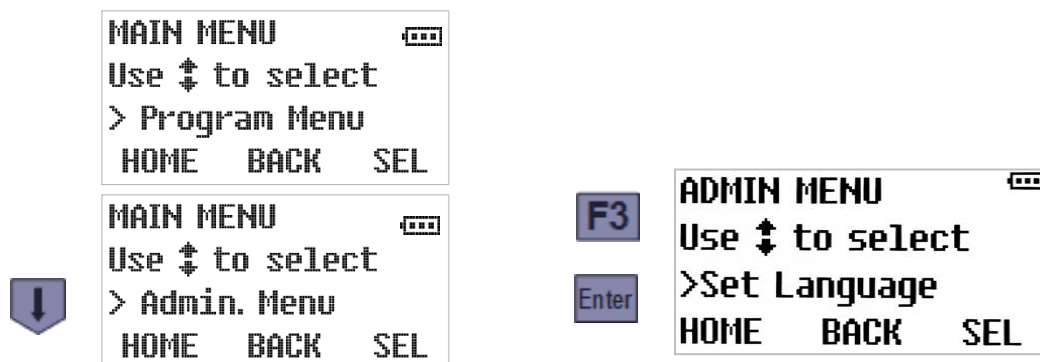 MAIN MENU
Use ↕ to select
> Program Menu
HOME BACK SEL
MAIN MENU
Use ↕ to select
> Admin. Menu
HOME BACK SEL
F3
Enter
ADMIN MENU
Use ↕ to select
>Set Language
HOME BACK SEL